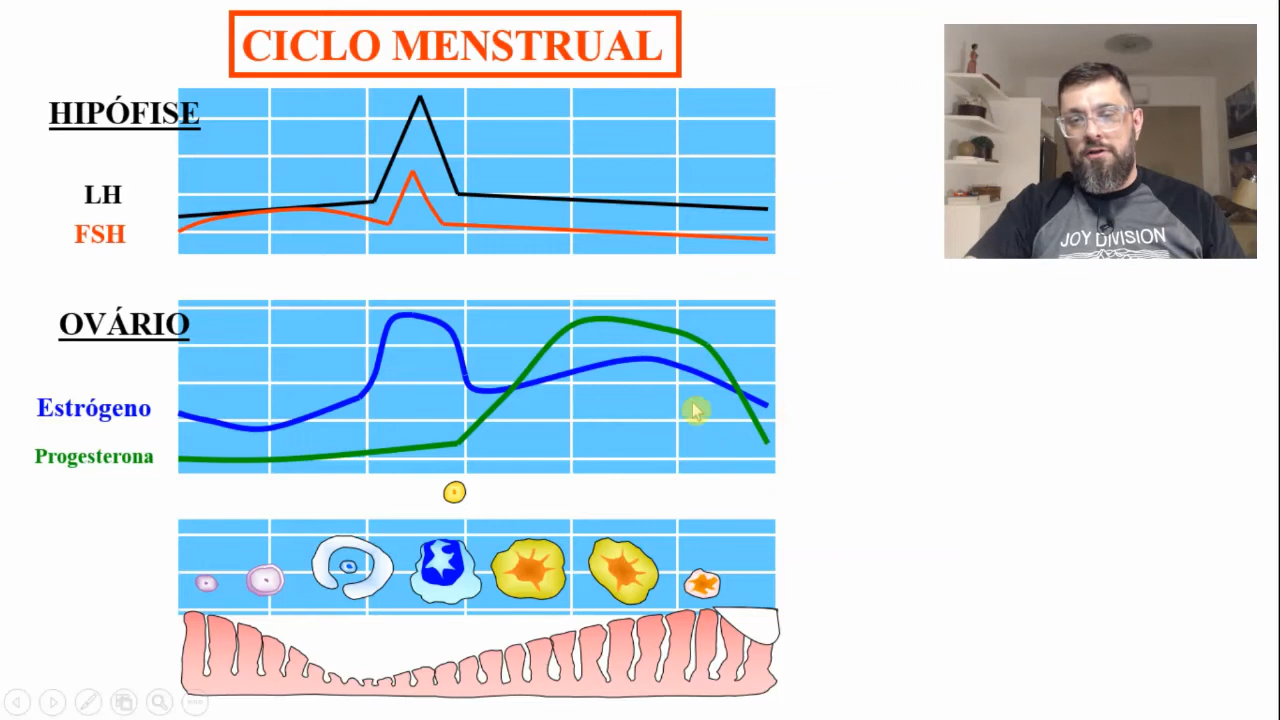 CICLO MENSTRUAL
HIPÓFISE
LH
FSH
OVÁRIO
Estrógeno
Progesterona
JOY DIVISION